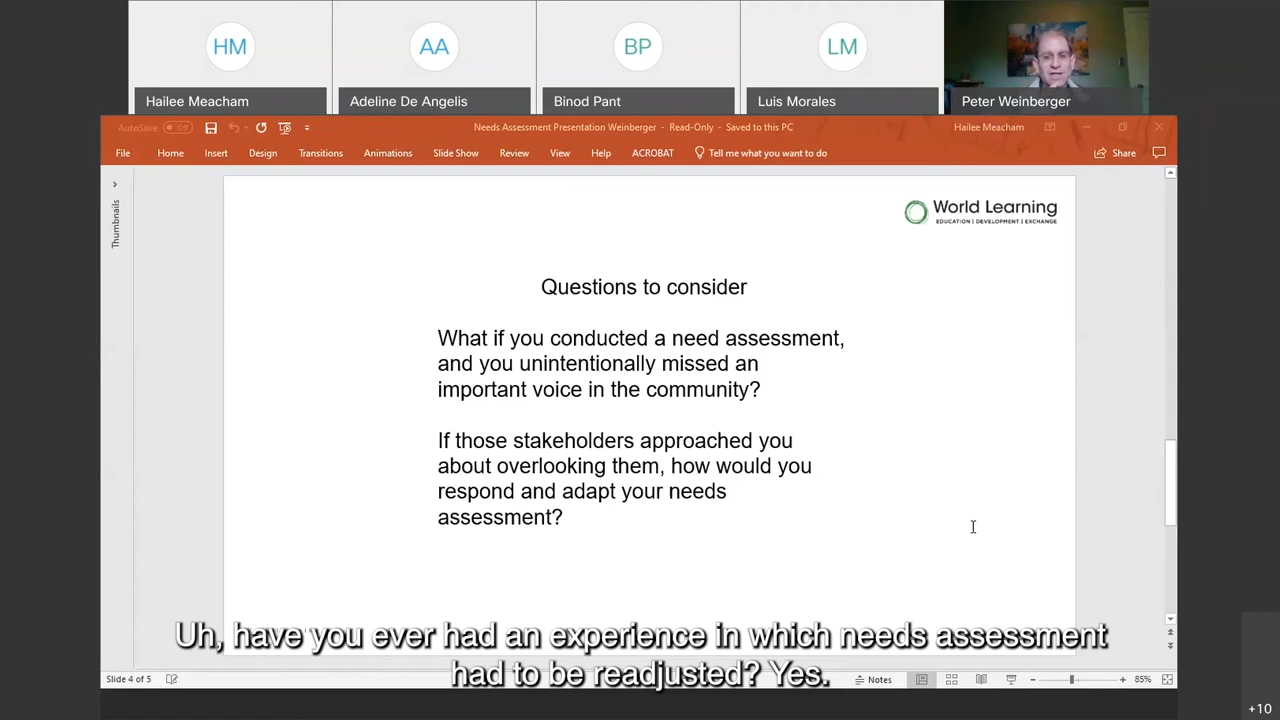 HM
AA
BP
LM
Hailee Meacham
Adeline De Angelis
Binod Pant
Luis Morales
Peter Weinberger
AutoSave Off
Needs Assessment Presentation Weinberger - Read-Only - Saved to this PC
Hailee Meacham
File Home Insert Design Transitions Animations Slide Show Review View Help ACROBAT Tell me what you want to do
Share
Thumbnails
World Learning
EDUCATION | DEVELOPMENT | EXCHANGE
Questions to consider
What if you conducted a need assessment,
and you unintentionally missed an
important voice in the community?
If those stakeholders approached you
about overlooking them, how would you
respond and adapt your needs
assessment?
Uh, have you ever had an experience in which needs assessment
had to be readjusted? Yes.
Slide 4 of 5
Notes
85%
+10